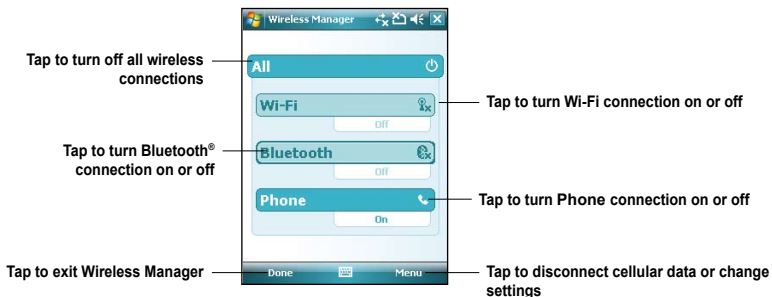 Wireless Manager
Tap to turn off all wireless
connections
All
Wi-Fi
Tap to turn Wi-Fi connection on or off
Off
Tap to turn Bluetooth®
connection on or off
Bluetooth
Off
Phone
Tap to turn Phone connection on or off
On
Tap to exit Wireless Manager
Done
Menu
Tap to disconnect cellular data or change
settings